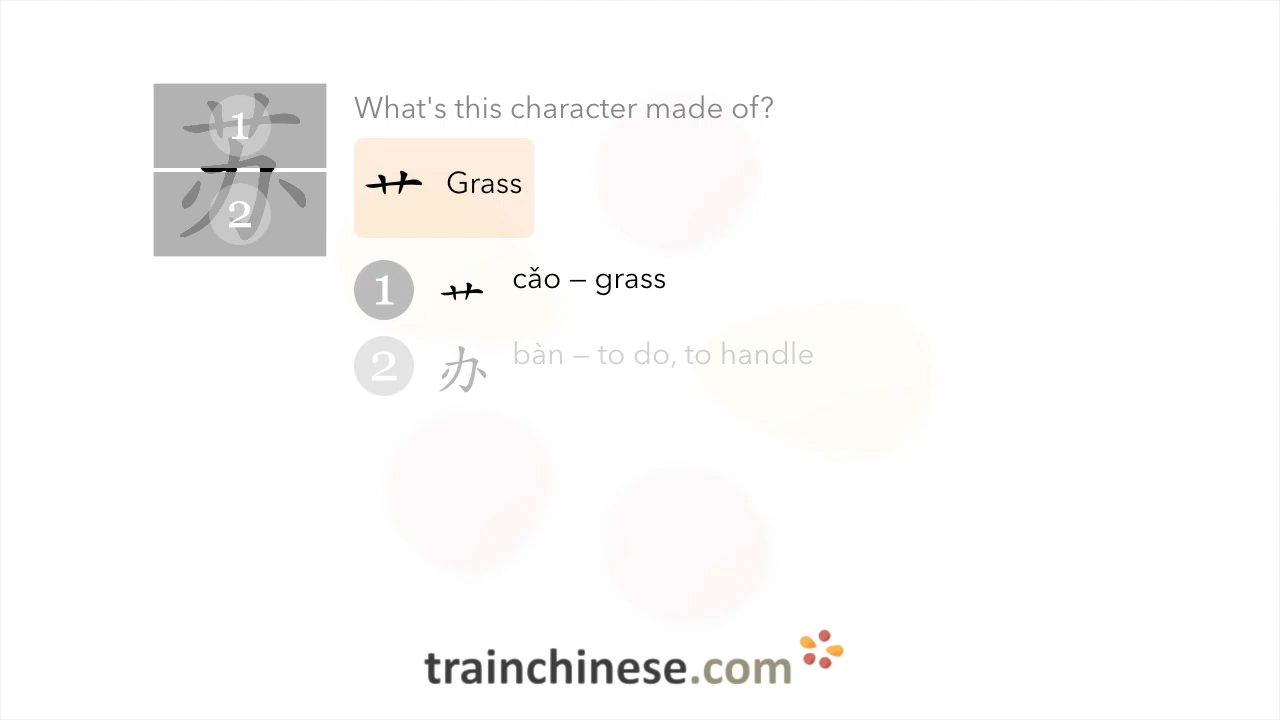 苏
1
2
What's this character made of?
艹 Grass
1 艹 cǎo – grass
2 办 bàn – to do, to handle
trainchinese.com